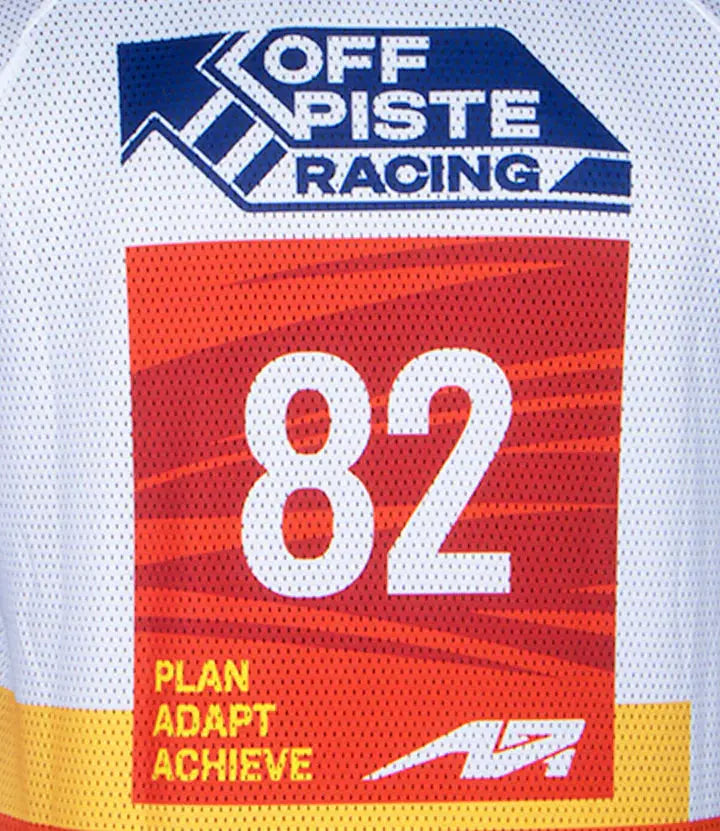 OFF
PISTE
RACING
82
PLAN
ADAPT
ACHIEVE